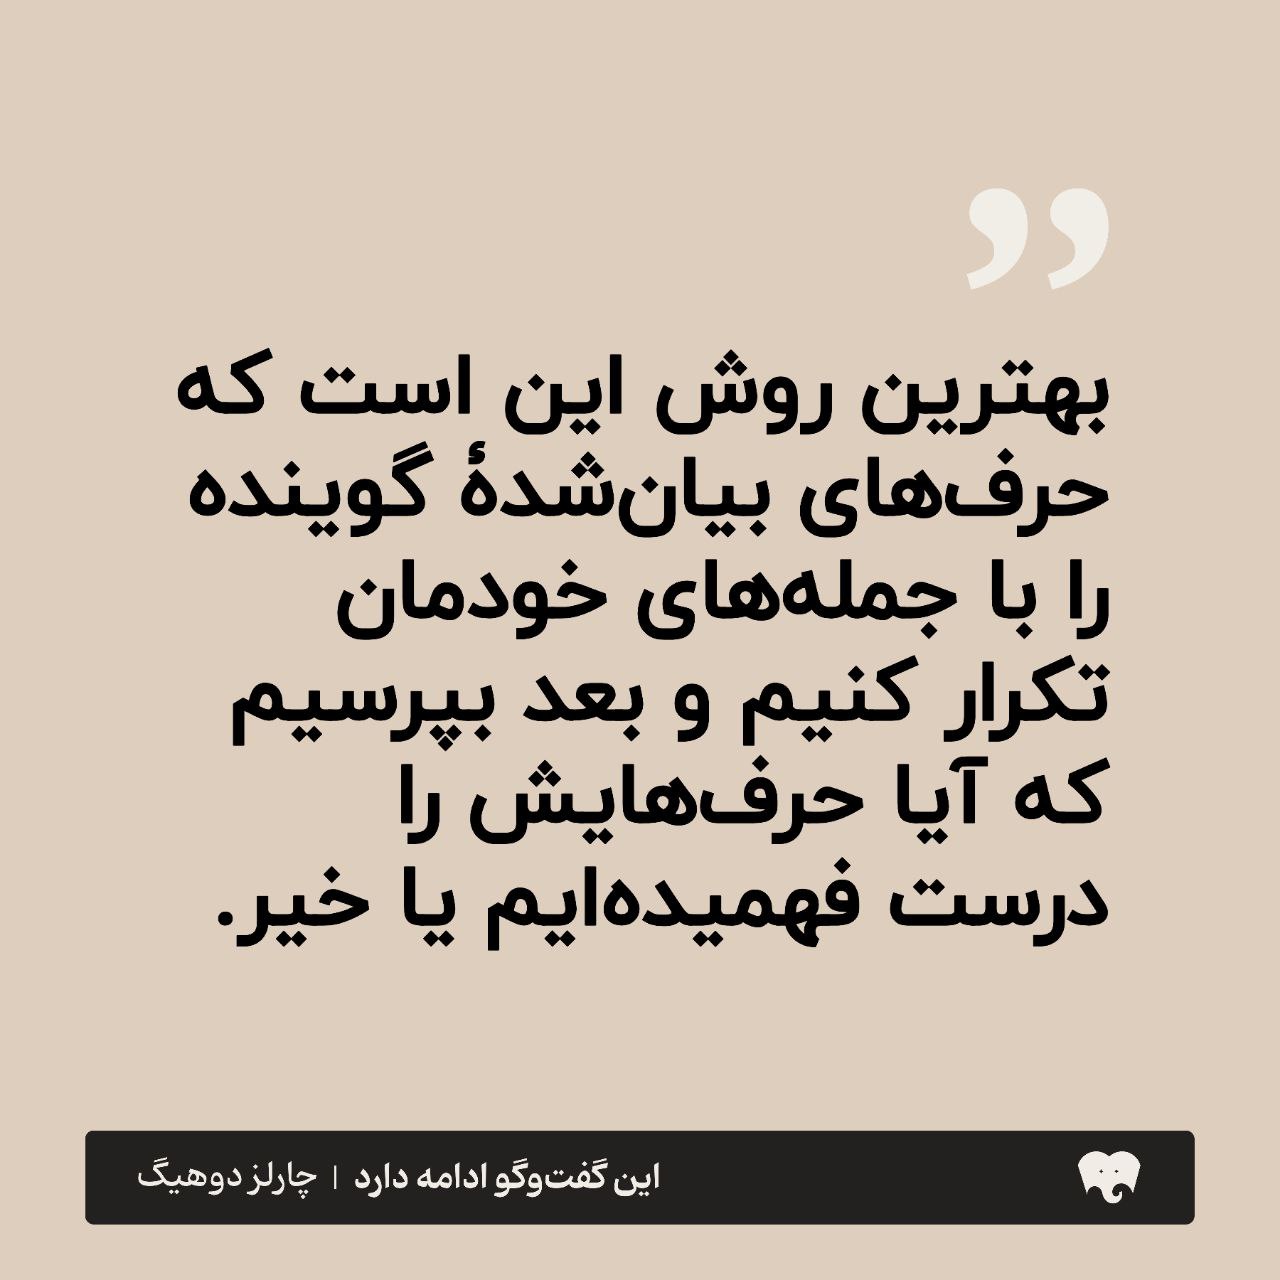 ”
بهترین روش این است که
حرف‌های بیان‌شدهٔ گوینده
را با جمله‌های خودمان
تکرار کنیم و بعد بپرسیم
که آیا حرف‌هایش را
درست فهمیده‌ایم یا خیر.
این گفت‌وگو ادامه دارد | چارلز دوهیگ